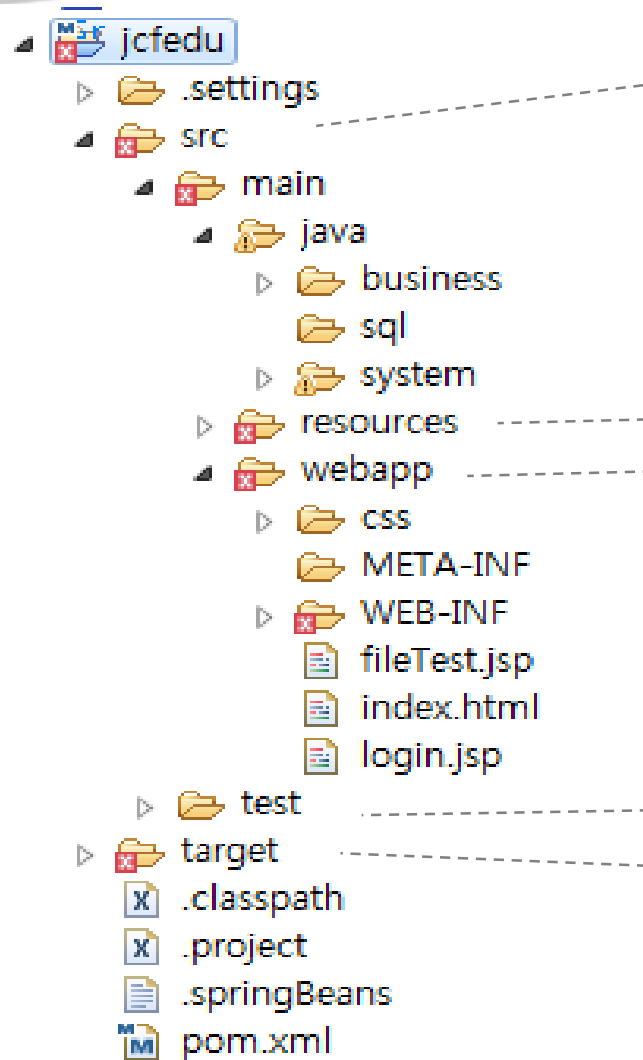 jcfedu
.settings
src
main
java
business
sql
system
resources
webapp
css
META-INF
WEB-INF
fileTest.jsp
index.html
login.jsp
test
target
.classpath
.project
.springBeans
pom.xml